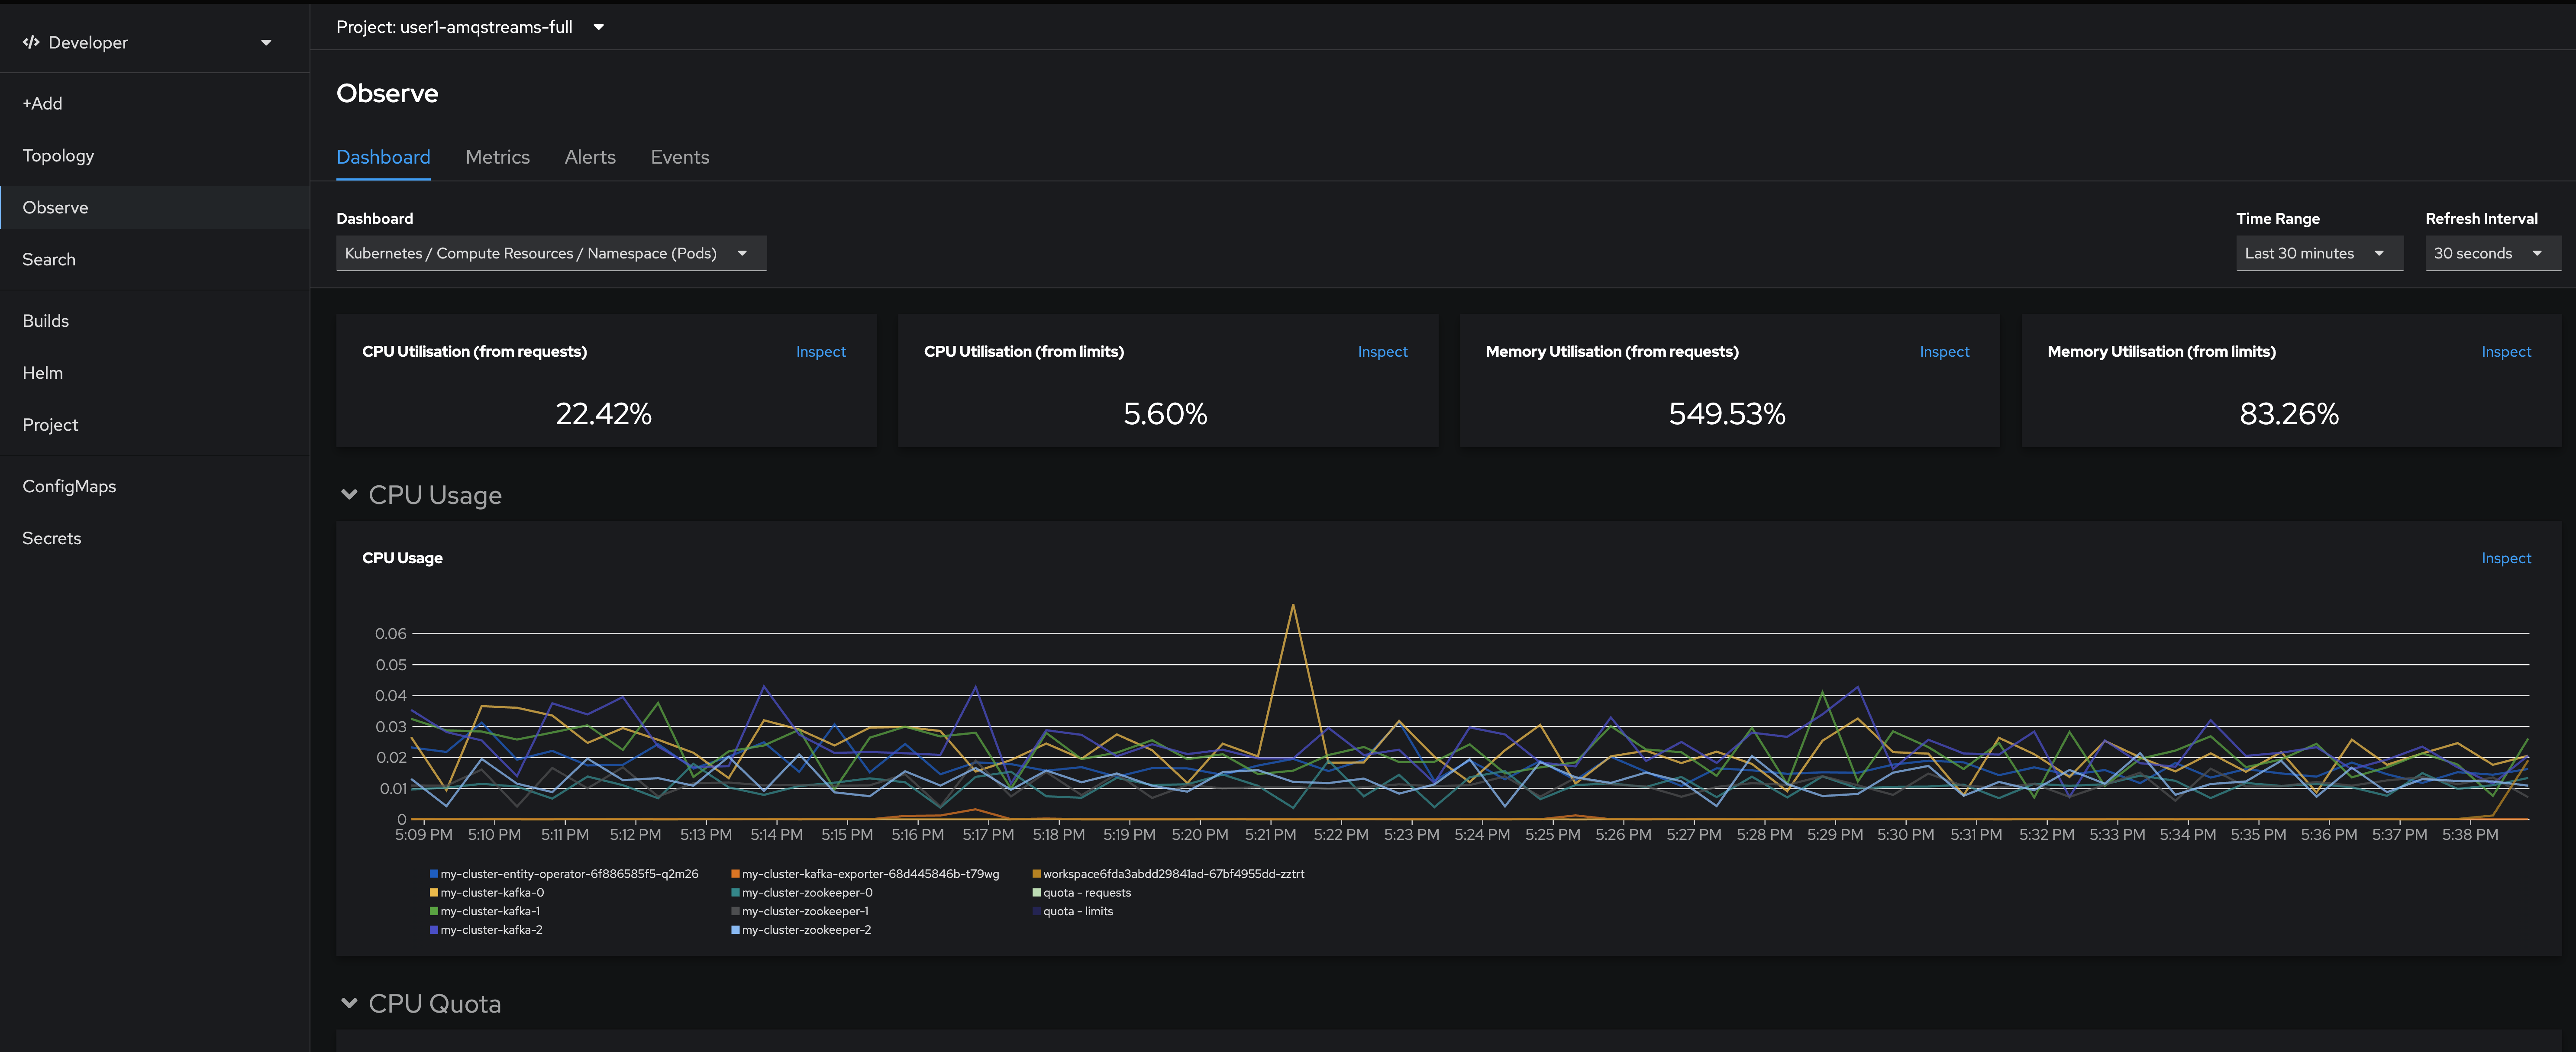 Developer
+Add
Topology
Observe
Search
Builds
Helm
Project
ConfigMaps
Secrets
Project: user1-amqstreams-full
Observe
Dashboard Metrics Alerts Events
Dashboard
Kubernetes / Compute Resources / Namespace (Pods)
Time Range
Last 30 minutes
Refresh Interval
30 seconds
CPU Utilisation (from requests) Inspect
22.42%
CPU Utilisation (from limits) Inspect
5.60%
Memory Utilisation (from requests) Inspect
549.53%
Memory Utilisation (from limits) Inspect
83.26%
CPU Usage
CPU Usage Inspect
0.06
0.05
0.04
0.03
0.02
0.01
0
5:09 PM 5:10 PM 5:11 PM 5:12 PM 5:13 PM 5:14 PM 5:15 PM 5:16 PM 5:17 PM 5:18 PM 5:19 PM 5:20 PM 5:21 PM 5:22 PM 5:23 PM 5:24 PM 5:25 PM 5:26 PM 5:27 PM 5:28 PM 5:29 PM 5:30 PM 5:31 PM 5:32 PM 5:33 PM 5:34 PM 5:35 PM 5:36 PM 5:37 PM 5:38 PM
my-cluster-entity-operator-6f886585f5-q2m26
my-cluster-kafka-0
my-cluster-kafka-1
my-cluster-kafka-2
my-cluster-kafka-exporter-68d445846b-t79wg
my-cluster-zookeeper-0
my-cluster-zookeeper-1
my-cluster-zookeeper-2
workspace6fda3abdd29841ad-67bf4955dd-zztrt
quota - requests
quota - limits
CPU Quota